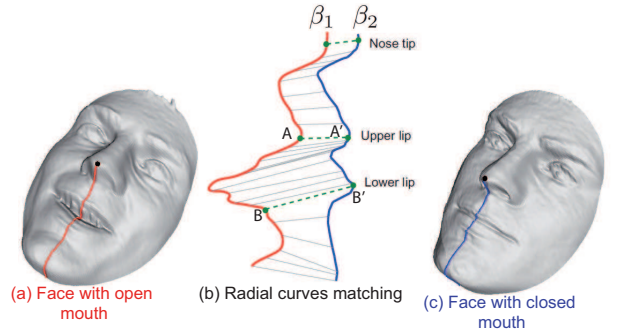 β₁ β₂
Nose tip
A A'
Upper lip
Lower lip
B B'
(a) Face with open
mouth
(b) Radial curves matching
(c) Face with closed
mouth